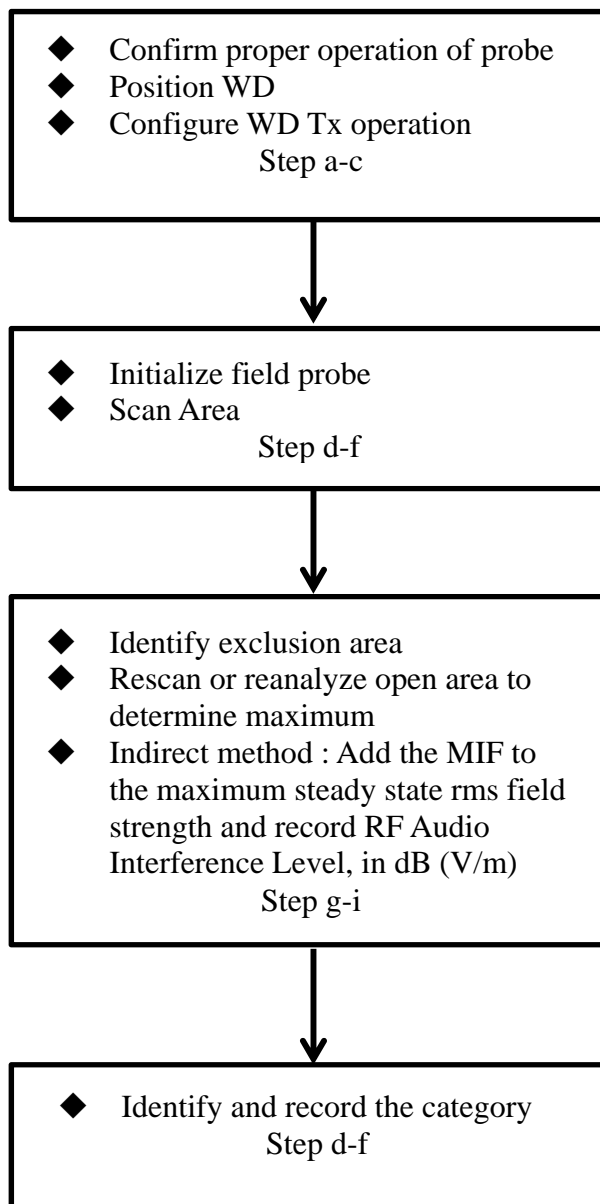 ◆ Confirm proper operation of probe
◆ Position WD
◆ Configure WD Tx operation
Step a-c
◆ Initialize field probe
◆ Scan Area
Step d-f
◆ Identify exclusion area
◆ Rescan or reanalyze open area to
determine maximum
◆ Indirect method : Add the MIF to
the maximum steady state rms field
strength and record RF Audio
Interference Level, in dB (V/m)
Step g-i
◆ Identify and record the category
Step d-f